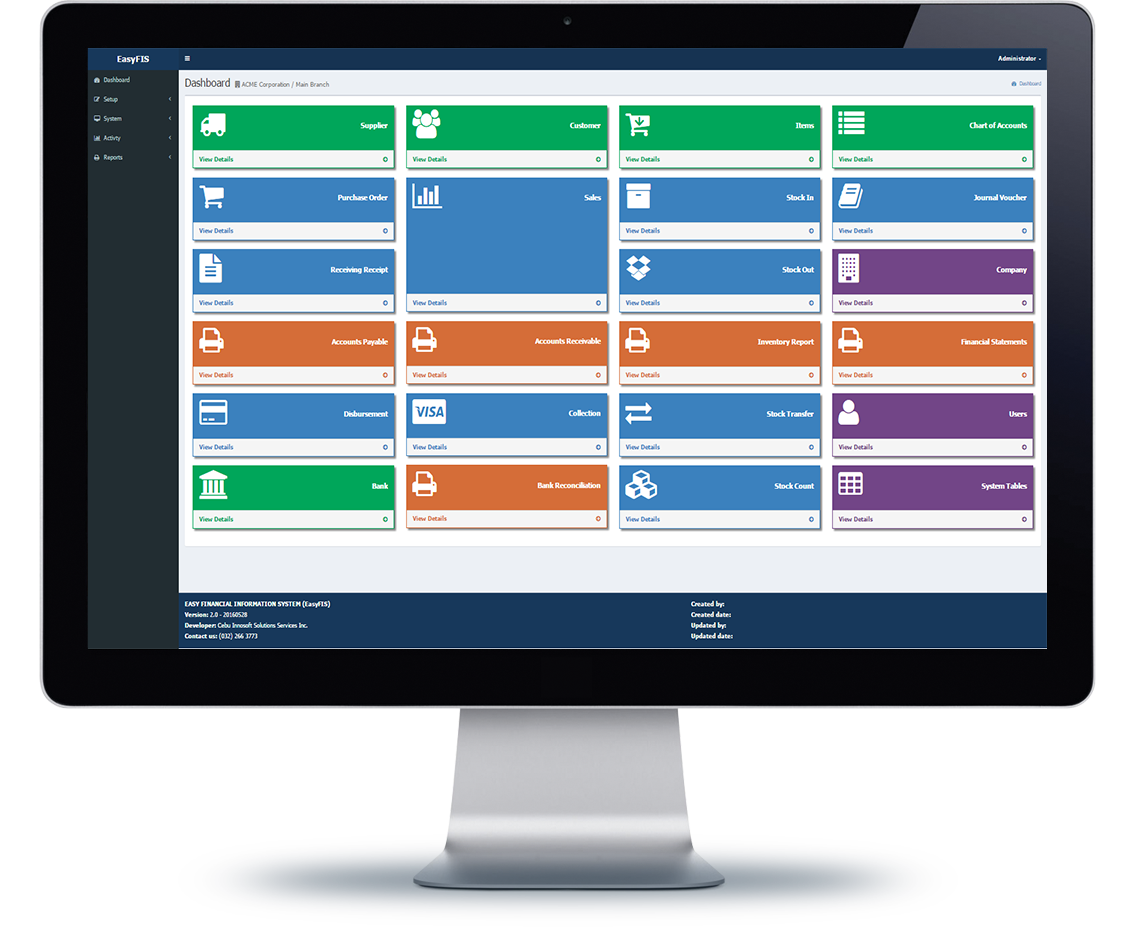 EasyFIS
Administrator
Dashboard
Setup
System
Activity
Reports
Dashboard ACME Corporation / Main Branch
Dashboard
Supplier
View Details
Customer
View Details
Items
View Details
Chart of Accounts
View Details
Purchase Order
View Details
Sales
View Details
Stock In
View Details
Journal Voucher
View Details
Receiving Receipt
View Details
Stock Out
View Details
Company
View Details
Accounts Payable
View Details
Accounts Receivable
View Details
Inventory Report
View Details
Financial Statements
View Details
Disbursement
View Details
VISA
Collection
View Details
Stock Transfer
View Details
Users
View Details
Bank
View Details
Bank Reconciliation
View Details
Stock Count
View Details
System Tables
View Details
EASY FINANCIAL INFORMATION SYSTEM (EasyFIS)
Version: 2.0 - 20160528
Developer: Cebu Innosoft Solutions Services Inc.
Contact us: (032) 266 3773
Created by:
Created date:
Updated by:
Updated date: